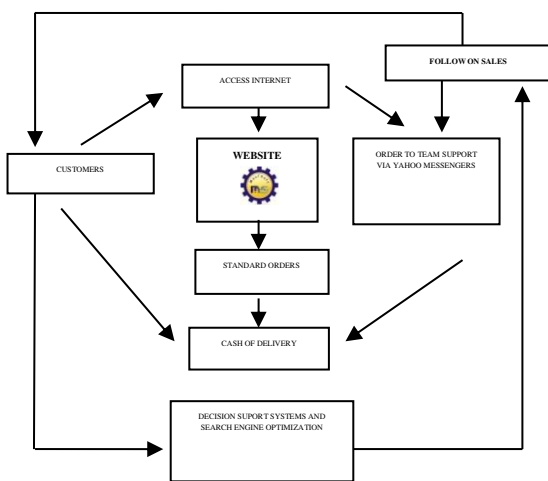 FOLLOW ON SALES
ACCESS INTERNET
WEBSITE
ORDER TO TEAM SUPPORT
VIA YAHOO MESSENGERS
CUSTOMERS
STANDARD ORDERS
CASH OF DELIVERY
DECISION SUPORT SYSTEMS AND
SEARCH ENGINE OPTIMIZATION